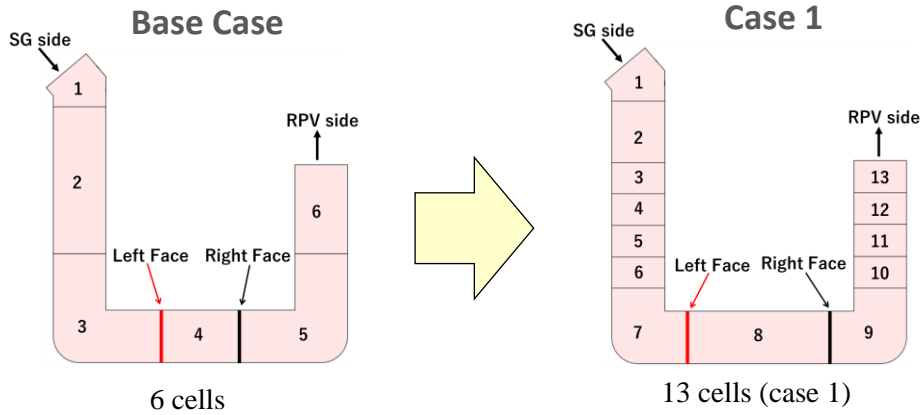 Base Case
SG side
1
2
RPV side
6
Left Face
Right Face
3
4
5
6 cells
Case 1
SG side
1
2
RPV side
3
13
4
12
5
11
6
Left Face
Right Face
10
7
8
9
13 cells (case 1)